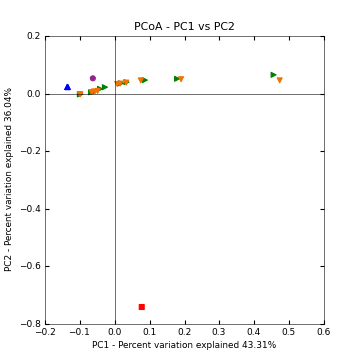 PCoA - PC1 vs PC2
0.2
0.0
−0.2
−0.4
−0.6
−0.8
PC2 - Percent variation explained 36.04%
−0.2 −0.1 0.0 0.1 0.2 0.3 0.4 0.5 0.6
PC1 - Percent variation explained 43.31%